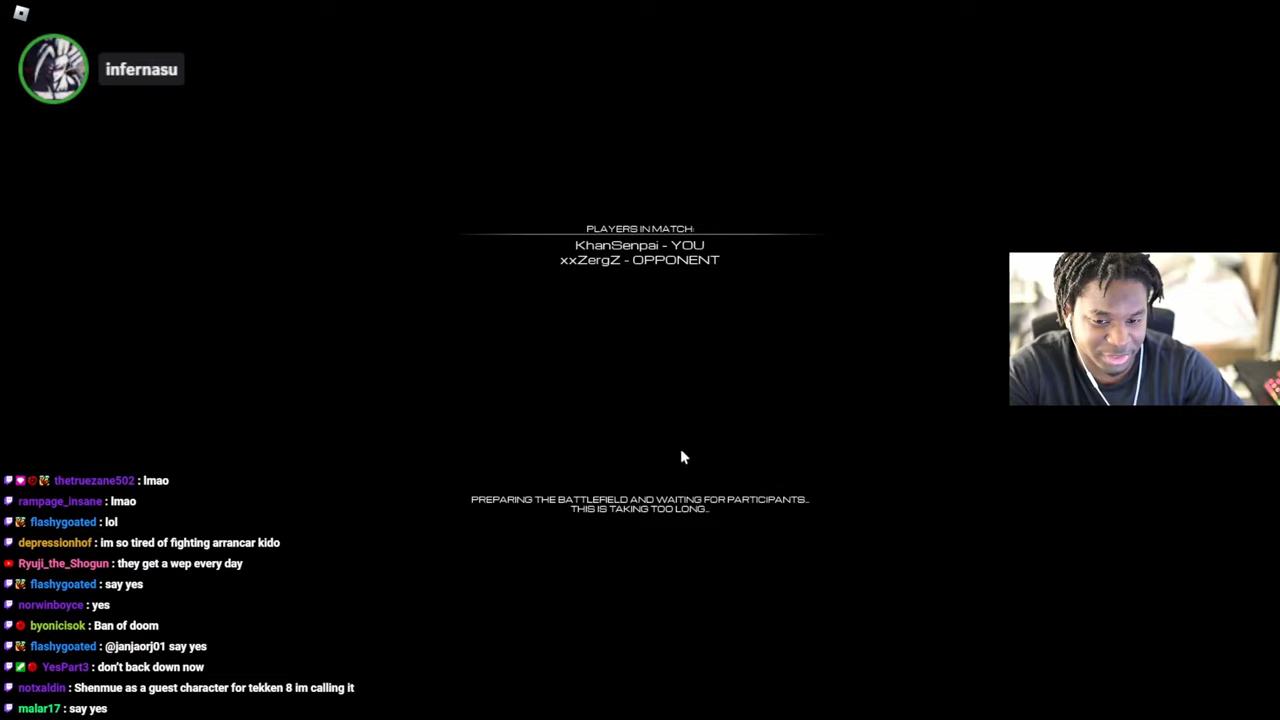 infernasu
PLAYERS IN MATCH:
KhanSenpai - YOU
xxZergZ - OPPONENT
PREPARING THE BATTLEFIELD AND WAITING FOR PARTICIPANTS...
THIS IS TAKING TOO LONG...
thetruezane502 : lmao
rampage_insane : lmao
flashygoated : lol
depressionhof : im so tired of fighting arrancar kido
Ryuji_the_Shogun : they get a wep every day
flashygoated : say yes
norwinboyce : yes
byonicisok : Ban of doom
flashygoated : @janjaorj01 say yes
YesPart3 : don't back down now
notxaldin : Shenmue as a guest character for tekken 8 im calling it
malar17 : say yes